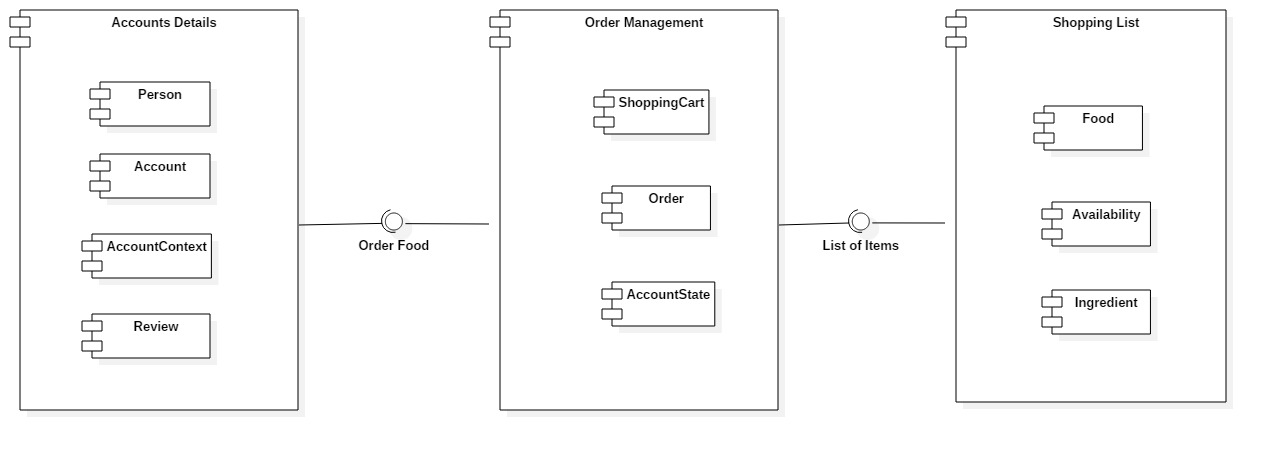 Accounts Details
Person
Account
AccountContext
Review
Order Food
Order Management
ShoppingCart
Order
AccountState
List of Items
Shopping List
Food
Availability
Ingredient